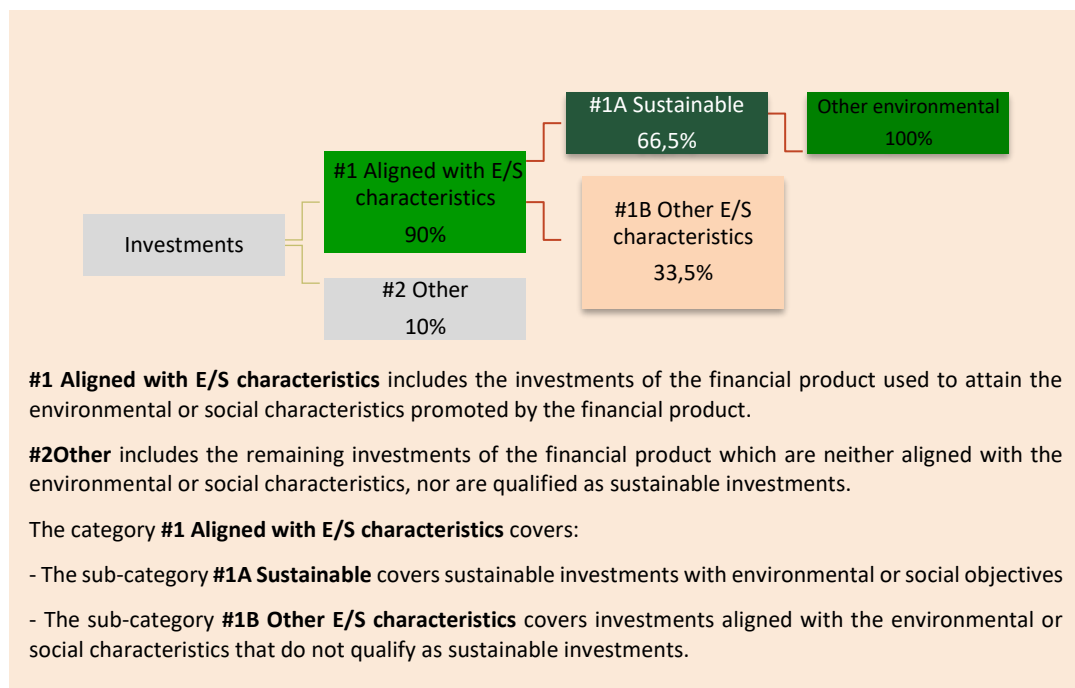 #1A Sustainable
66,5%
Other environmental
100%
#1 Aligned with E/S
characteristics
90%
#1B Other E/S
characteristics
33,5%
Investments
#2 Other
10%
#1 Aligned with E/S characteristics includes the investments of the financial product used to attain the
environmental or social characteristics promoted by the financial product.
#2Other includes the remaining investments of the financial product which are neither aligned with the
environmental or social characteristics, nor are qualified as sustainable investments.
The category #1 Aligned with E/S characteristics covers:
- The sub-category #1A Sustainable covers sustainable investments with environmental or social objectives
- The sub-category #1B Other E/S characteristics covers investments aligned with the environmental or
social characteristics that do not qualify as sustainable investments.